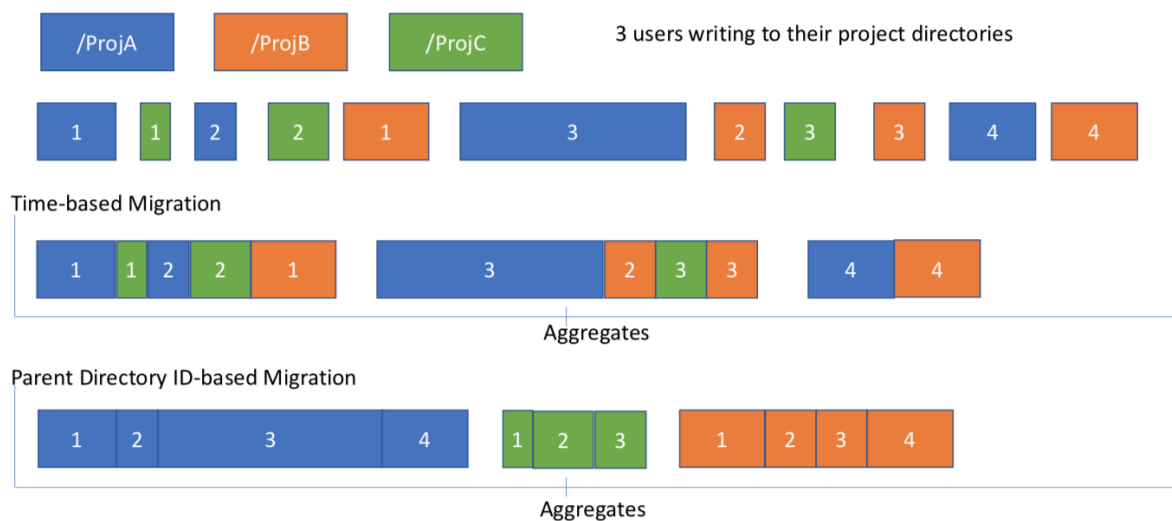 /ProjA /ProjB /ProjC 3 users writing to their project directories
1 1 2 2 1 3 2 3 3 4 4
Time-based Migration
1 1 2 2 1 3 2 3 3 4 4
Aggregates
Parent Directory ID-based Migration
1 2 3 4 1 2 3 1 2 3 4
Aggregates